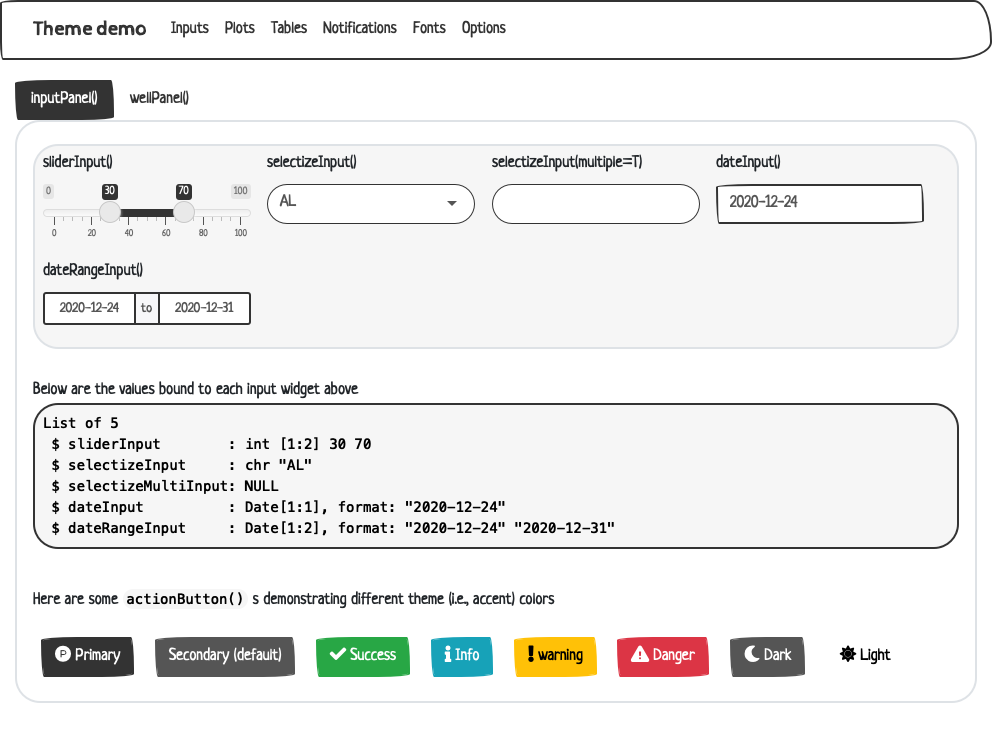 Theme demo Inputs Plots Tables Notifications Fonts Options
inputPanel() wellPanel()
sliderInput() selectizeInput() selectizeInput(multiple=T) dateInput()
0 30 70 100
AL
2020-12-24
0 20 40 60 80 100
dateRangeInput()
2020-12-24 to 2020-12-31
Below are the values bound to each input widget above
List of 5
$ sliderInput : int [1:2] 30 70
$ selectizeInput : chr "AL"
$ selectizeMultiInput: NULL
$ dateInput : Date[1:1], format: "2020-12-24"
$ dateRangeInput : Date[1:2], format: "2020-12-24" "2020-12-31"
Here are some actionButton() s demonstrating different theme (i.e., accent) colors
P Primary Secondary (default) Success Info warning Danger Dark Light